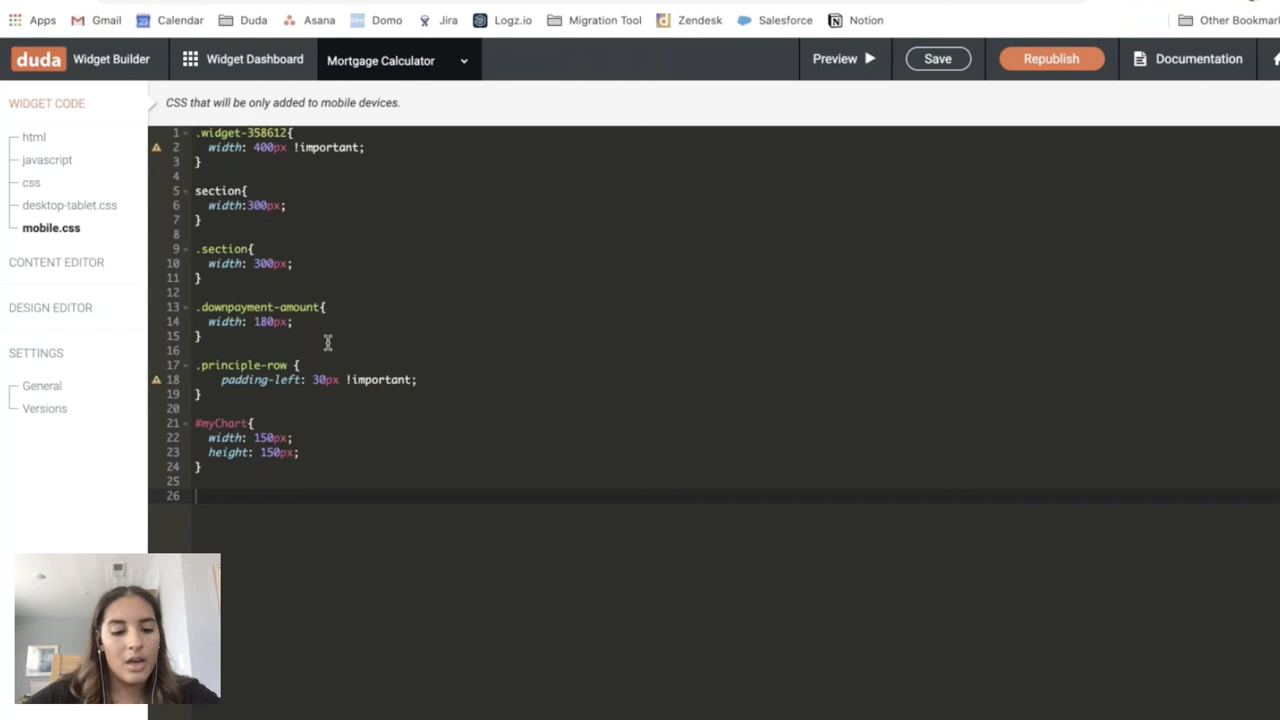 Apps Gmail Calendar Duda Asana Domo Jira Logz.io Migration Tool Zendesk Salesforce Notion Other Bookmar
duda Widget Builder Widget Dashboard Mortgage Calculator Preview Save Republish Documentation
WIDGET CODE
html
javascript
css
desktop-tablet.css
mobile.css
CONTENT EDITOR
DESIGN EDITOR
SETTINGS
General
Versions
CSS that will be only added to mobile devices.
1 .widget-358612{
2 width: 400px !important;
3 }
4
5 section{
6 width:300px;
7 }
8
9 .section{
10 width: 300px;
11 }
12
13 .downpayment-amount{
14 width: 180px;
15 }
16
17 .principle-row {
18 padding-left: 30px !important;
19 }
20
21 #myChart{
22 width: 150px;
23 height: 150px;
24 }
25
26